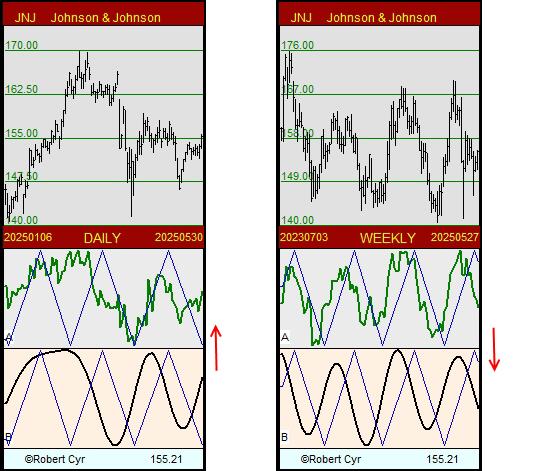 JNJ Johnson & Johnson
170.00
162.50
155.00
147.50
140.00
20250106 DAILY 20250530
A
B
©Robert Cyr 155.21
JNJ Johnson & Johnson
176.00
167.00
158.00
149.00
140.00
20230703 WEEKLY 20250527
A
B
©Robert Cyr 155.21